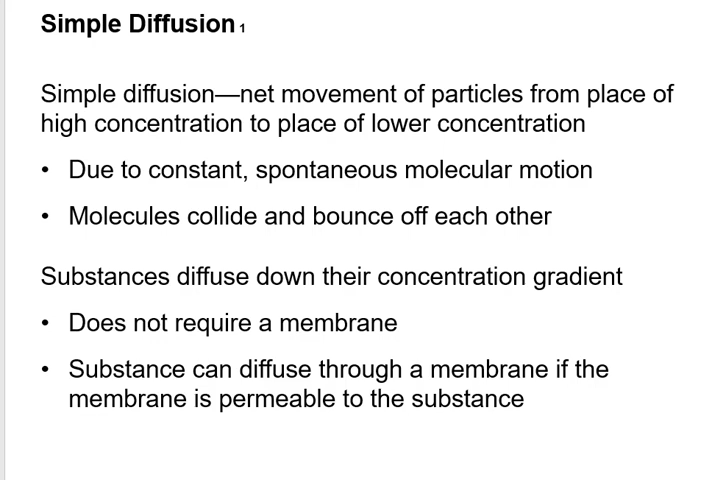 Simple Diffusion 1
Simple diffusion—net movement of particles from place of
high concentration to place of lower concentration
• Due to constant, spontaneous molecular motion
• Molecules collide and bounce off each other
Substances diffuse down their concentration gradient
• Does not require a membrane
• Substance can diffuse through a membrane if the
membrane is permeable to the substance